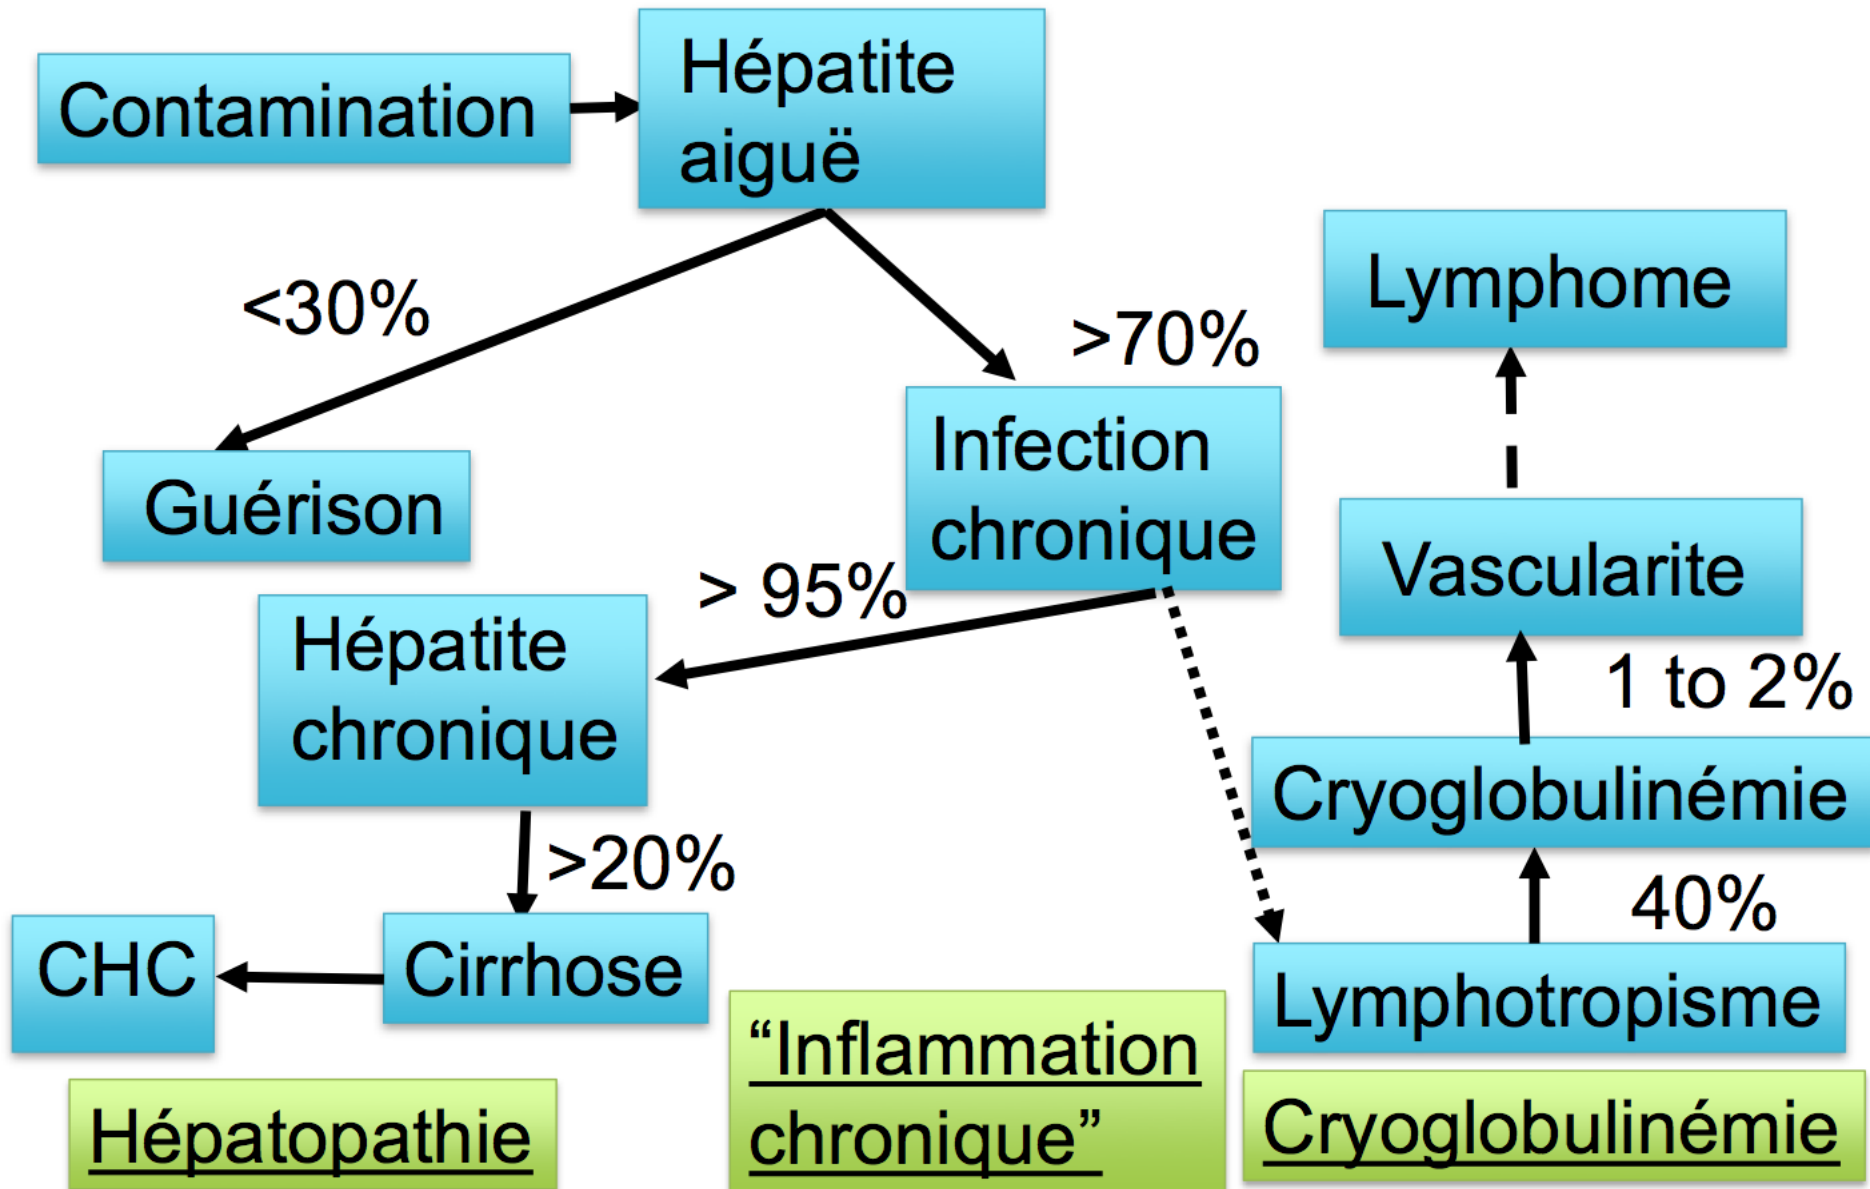 Contamination
Hépatite
aiguë
<30%
>70%
Guérison
Infection
chronique
> 95%
Hépatite
chronique
>20%
Cirrhose
CHC
Lymphome
Vascularite
1 to 2%
Cryoglobulinémie
40%
Lymphotropisme
Hépatopathie
“Inflammation
chronique”
Cryoglobulinémie